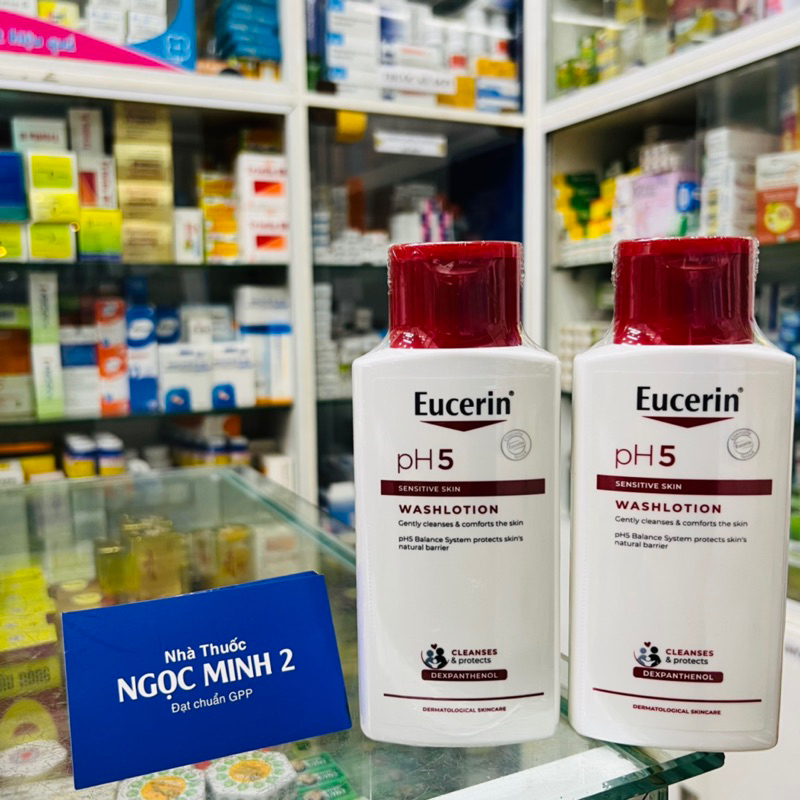 Nhà Thuốc
NGỌC MINH 2
Đạt chuẩn GPP
Eucerin®
pH5
SENSITIVE SKIN
WASHLOTION
Gently cleanses & comforts the skin
pH5 Balance System protects skin's
natural barrier
CLEANSES
& protects
DEXPANTHENOL
DERMATOLOGICAL SKINCARE
Eucerin®
pH5
SENSITIVE SKIN
WASHLOTION
Gently cleanses & comforts the skin
pH5 Balance System protects skin's
natural barrier
CLEANSES
& protects
DEXPANTHENOL
DERMATOLOGICAL SKINCARE